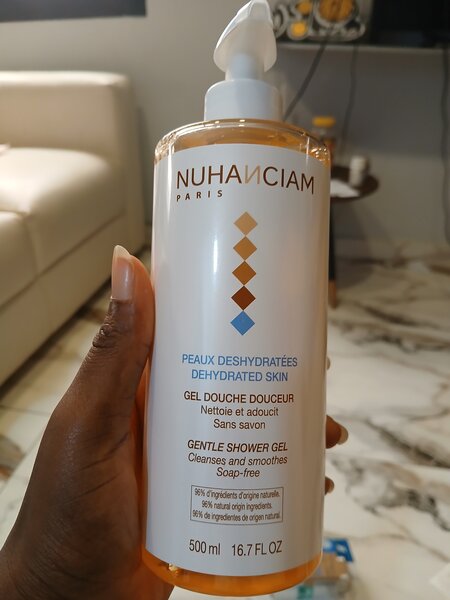 NUHANCIAM
PARIS
PEAUX DESHYDRATÉES
DEHYDRATED SKIN
GEL DOUCHE DOUCEUR
Nettoie et adoucit
Sans savon
GENTLE SHOWER GEL
Cleanses and smoothes
Soap-free
96% d'ingrédients d'origine naturelle.
96% natural origin ingredients.
96% de ingredientes de origen natural.
500 ml 16.7 FL OZ